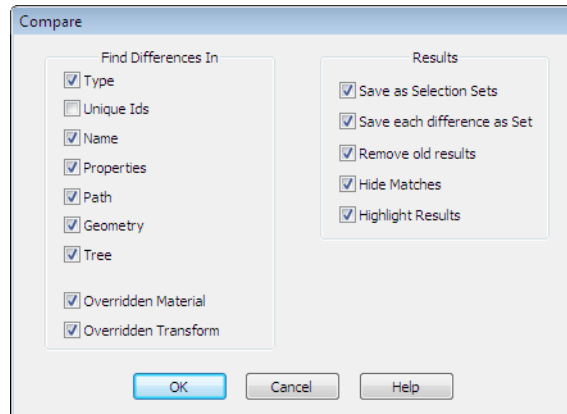 Compare
Find Differences In
Type
Unique Ids
Name
Properties
Path
Geometry
Tree
Overridden Material
Overridden Transform
Results
Save as Selection Sets
Save each difference as Set
Remove old results
Hide Matches
Highlight Results
OK
Cancel
Help